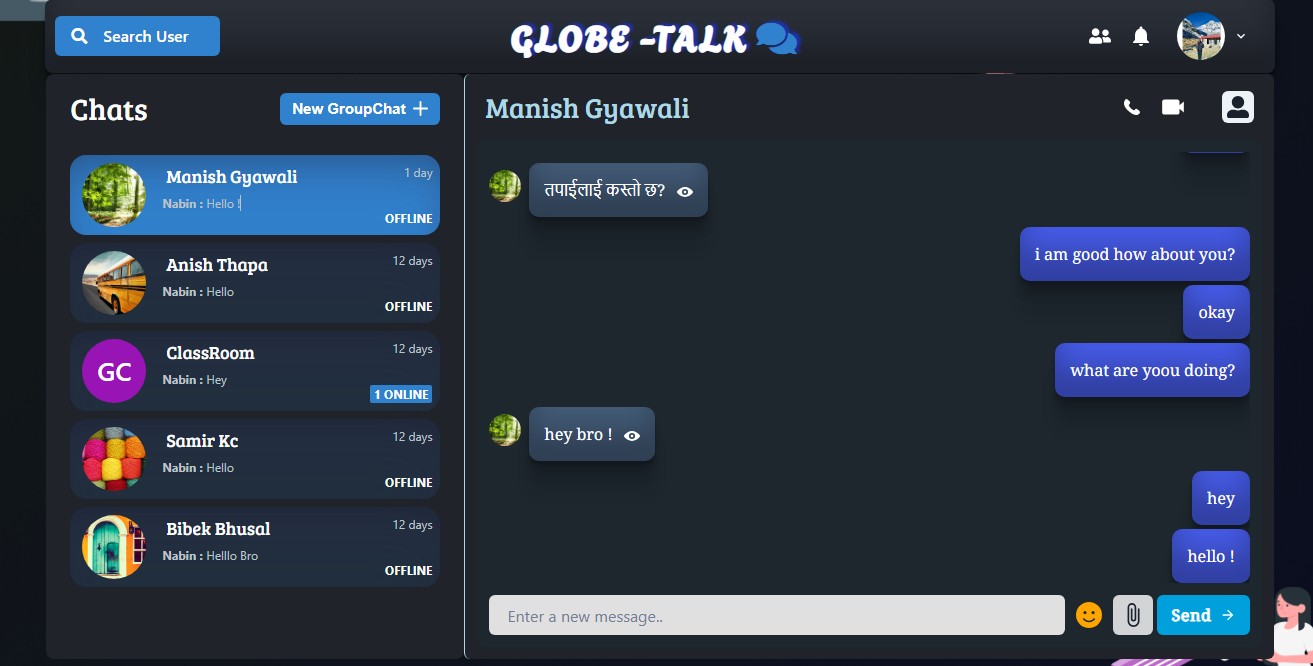 Search User
GLOBE -TALK
Chats
New GroupChat
Manish Gyawali
1 day
Nabin : Hello !
OFFLINE
Anish Thapa
12 days
Nabin : Hello
OFFLINE
GC
ClassRoom
12 days
Nabin : Hey
1 ONLINE
Samir Kc
12 days
Nabin : Hello
OFFLINE
Bibek Bhusal
12 days
Nabin : Helllo Bro
OFFLINE
Manish Gyawali
तपाईलाई कस्तो छ?
i am good how about you?
okay
what are yoou doing?
hey bro !
hey
hello !
Enter a new message..
Send